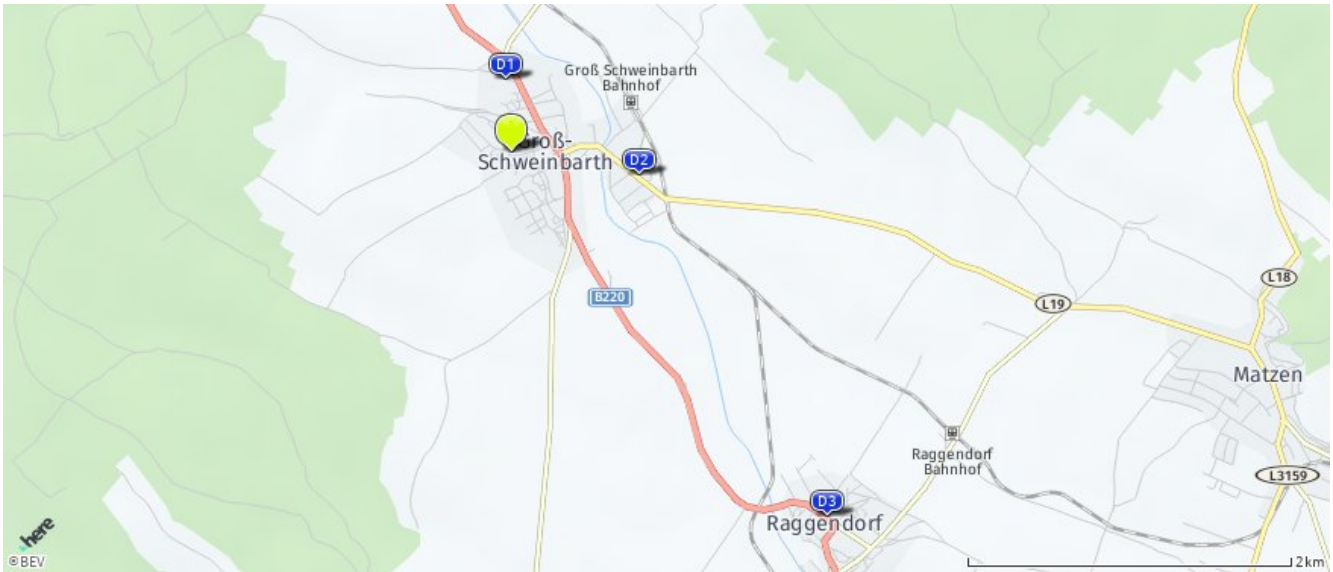 D1
Groß Schweinbarth
Bahnhof
Groß-
Schweinbarth
D2
B220
L18
L19
Matzen
Raggendorf
Bahnhof
L3159
D3
Raggendorf
here
©BEV
2km